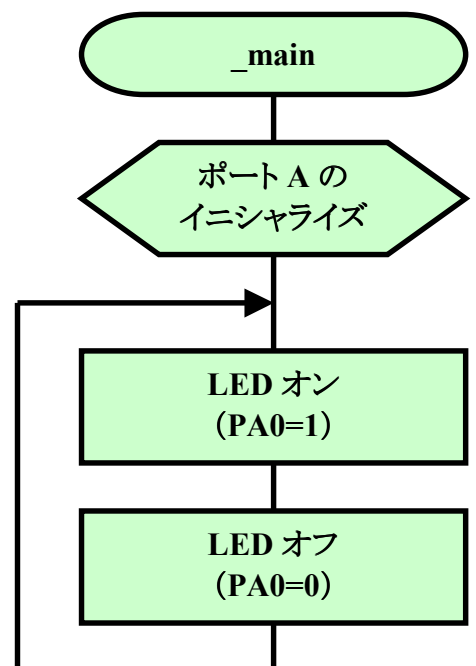 _main
ポート A の
イニシャライズ
LED オン
（PA0=1）
LED オフ
（PA0=0）